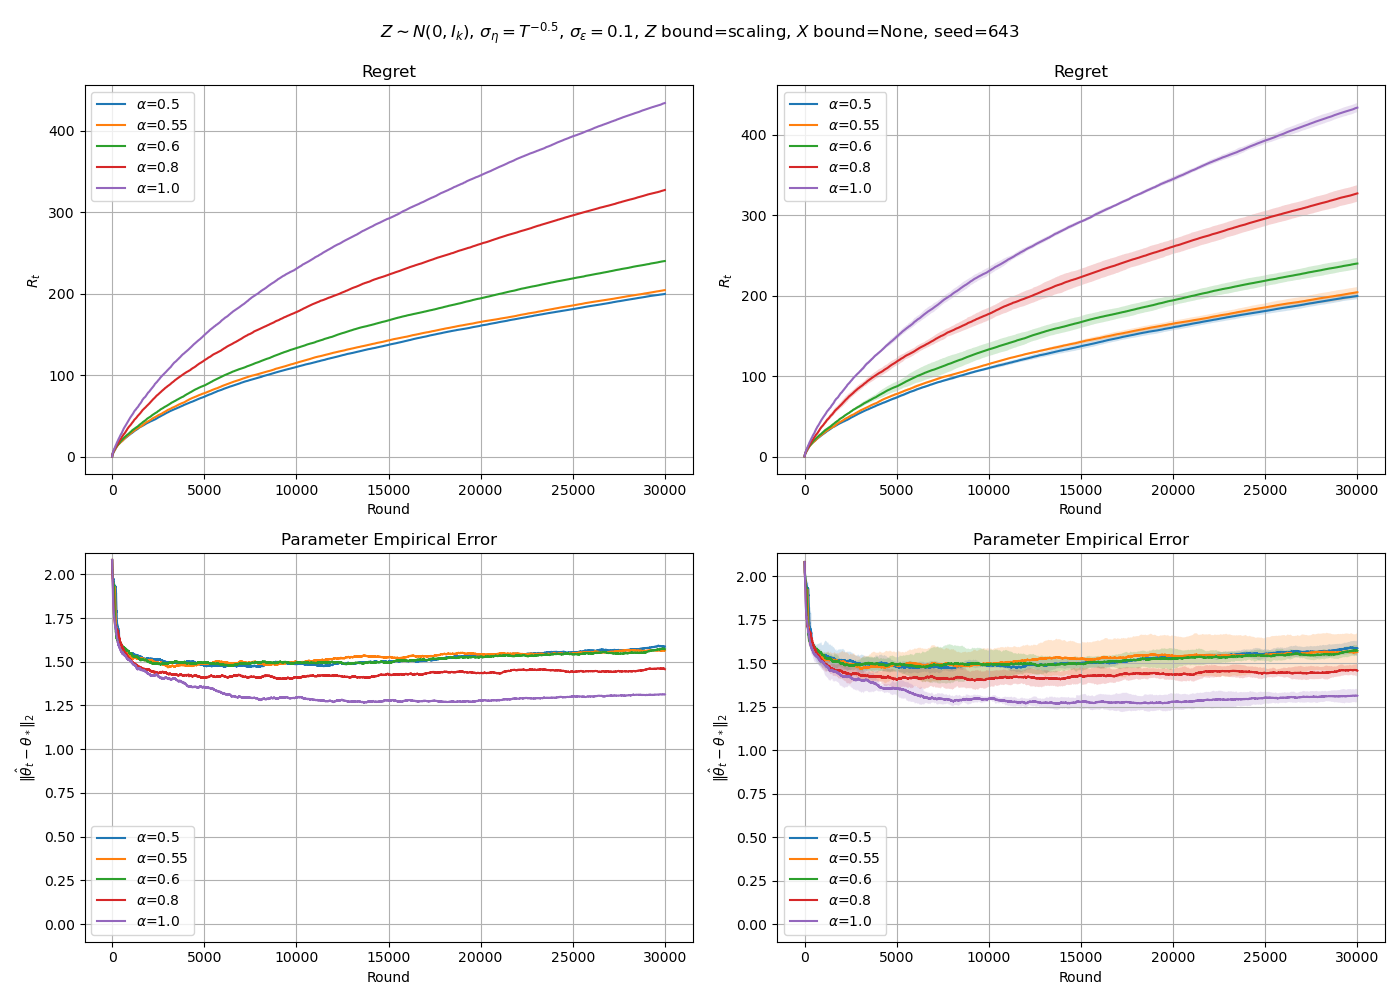 Z ∼ N(0, I_k), σ_η = T^{−0.5}, σ_ε = 0.1, Z bound=scaling, X bound=None, seed=643
Regret
R_t
400
300
200
100
0
α=0.5
α=0.55
α=0.6
α=0.8
α=1.0
0 5000 10000 15000 20000 25000 30000
Round
Regret
R_t
400
300
200
100
0
α=0.5
α=0.55
α=0.6
α=0.8
α=1.0
0 5000 10000 15000 20000 25000 30000
Round
Parameter Empirical Error
‖θ̂_t − θ_*‖_2
2.00
1.75
1.50
1.25
1.00
0.75
0.50
0.25
0.00
α=0.5
α=0.55
α=0.6
α=0.8
α=1.0
0 5000 10000 15000 20000 25000 30000
Round
Parameter Empirical Error
‖θ̂_t − θ_*‖_2
2.00
1.75
1.50
1.25
1.00
0.75
0.50
0.25
0.00
α=0.5
α=0.55
α=0.6
α=0.8
α=1.0
0 5000 10000 15000 20000 25000 30000
Round